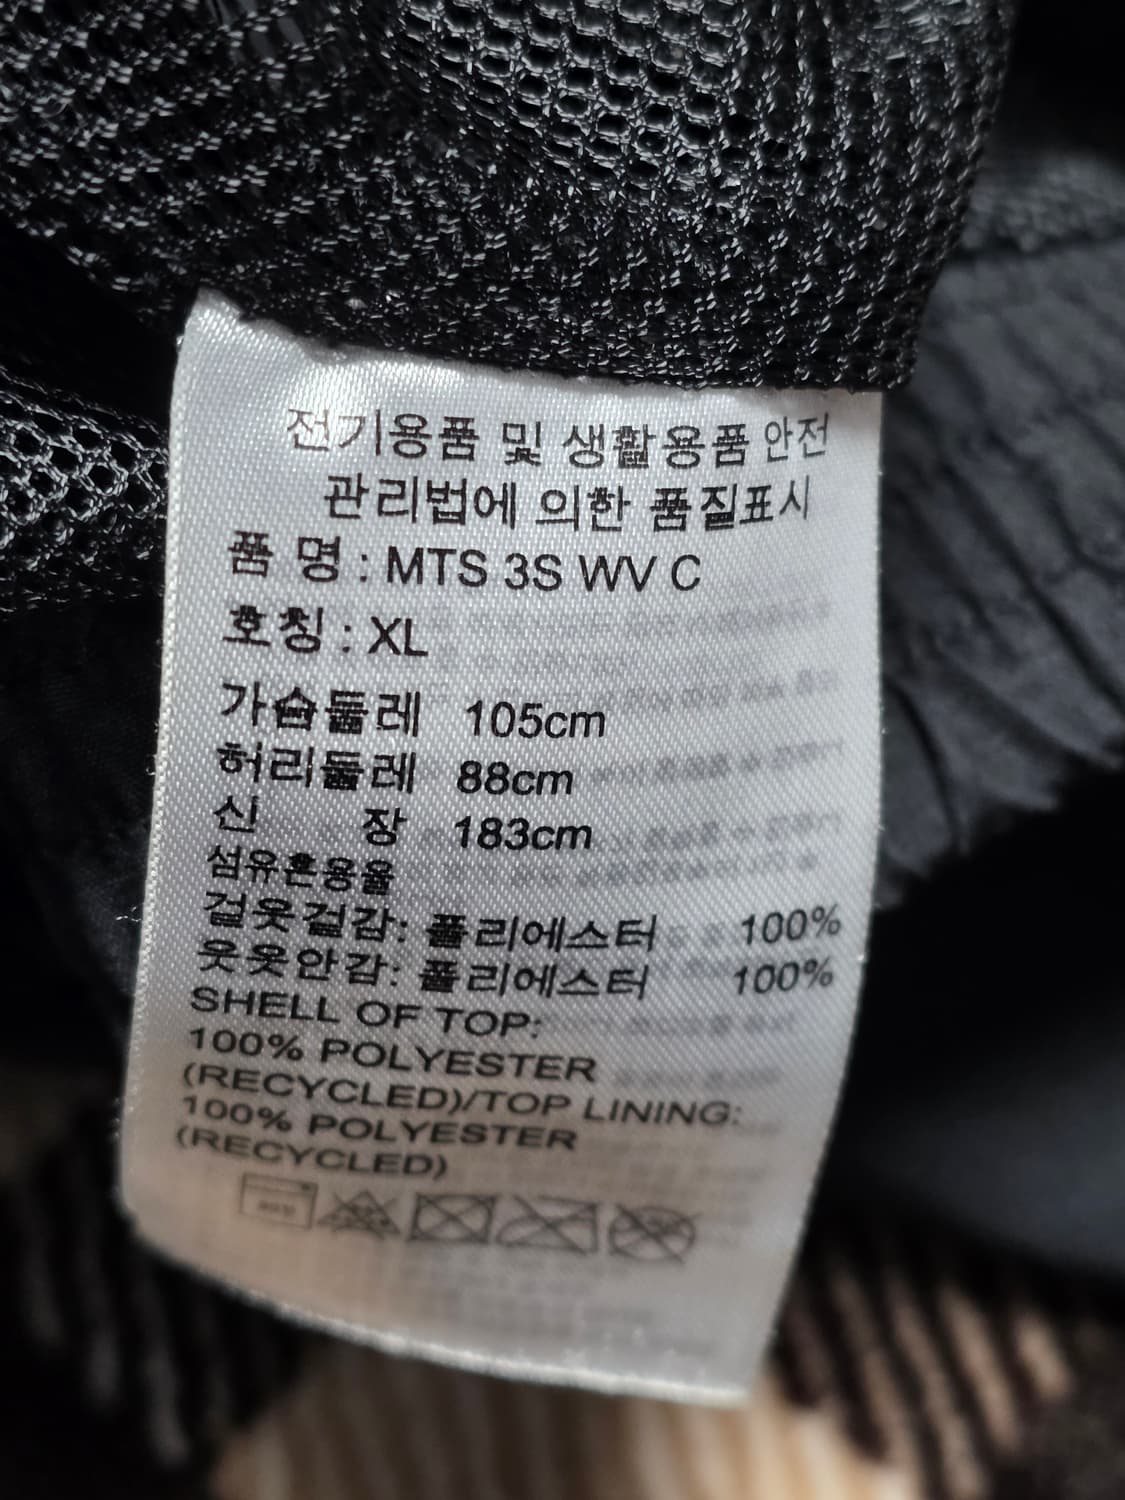 전기용품 및 생활용품 안전
관리법에 의한 품질표시
품 명 : MTS 3S WV C
호칭 : XL
가슴둘레 105cm
허리둘레 88cm
신 장 183cm
섬유혼용율
겉옷겉감: 폴리에스터 100%
웃옷안감: 폴리에스터 100%
SHELL OF TOP:
100% POLYESTER
(RECYCLED)/TOP LINING:
100% POLYESTER
(RECYCLED)